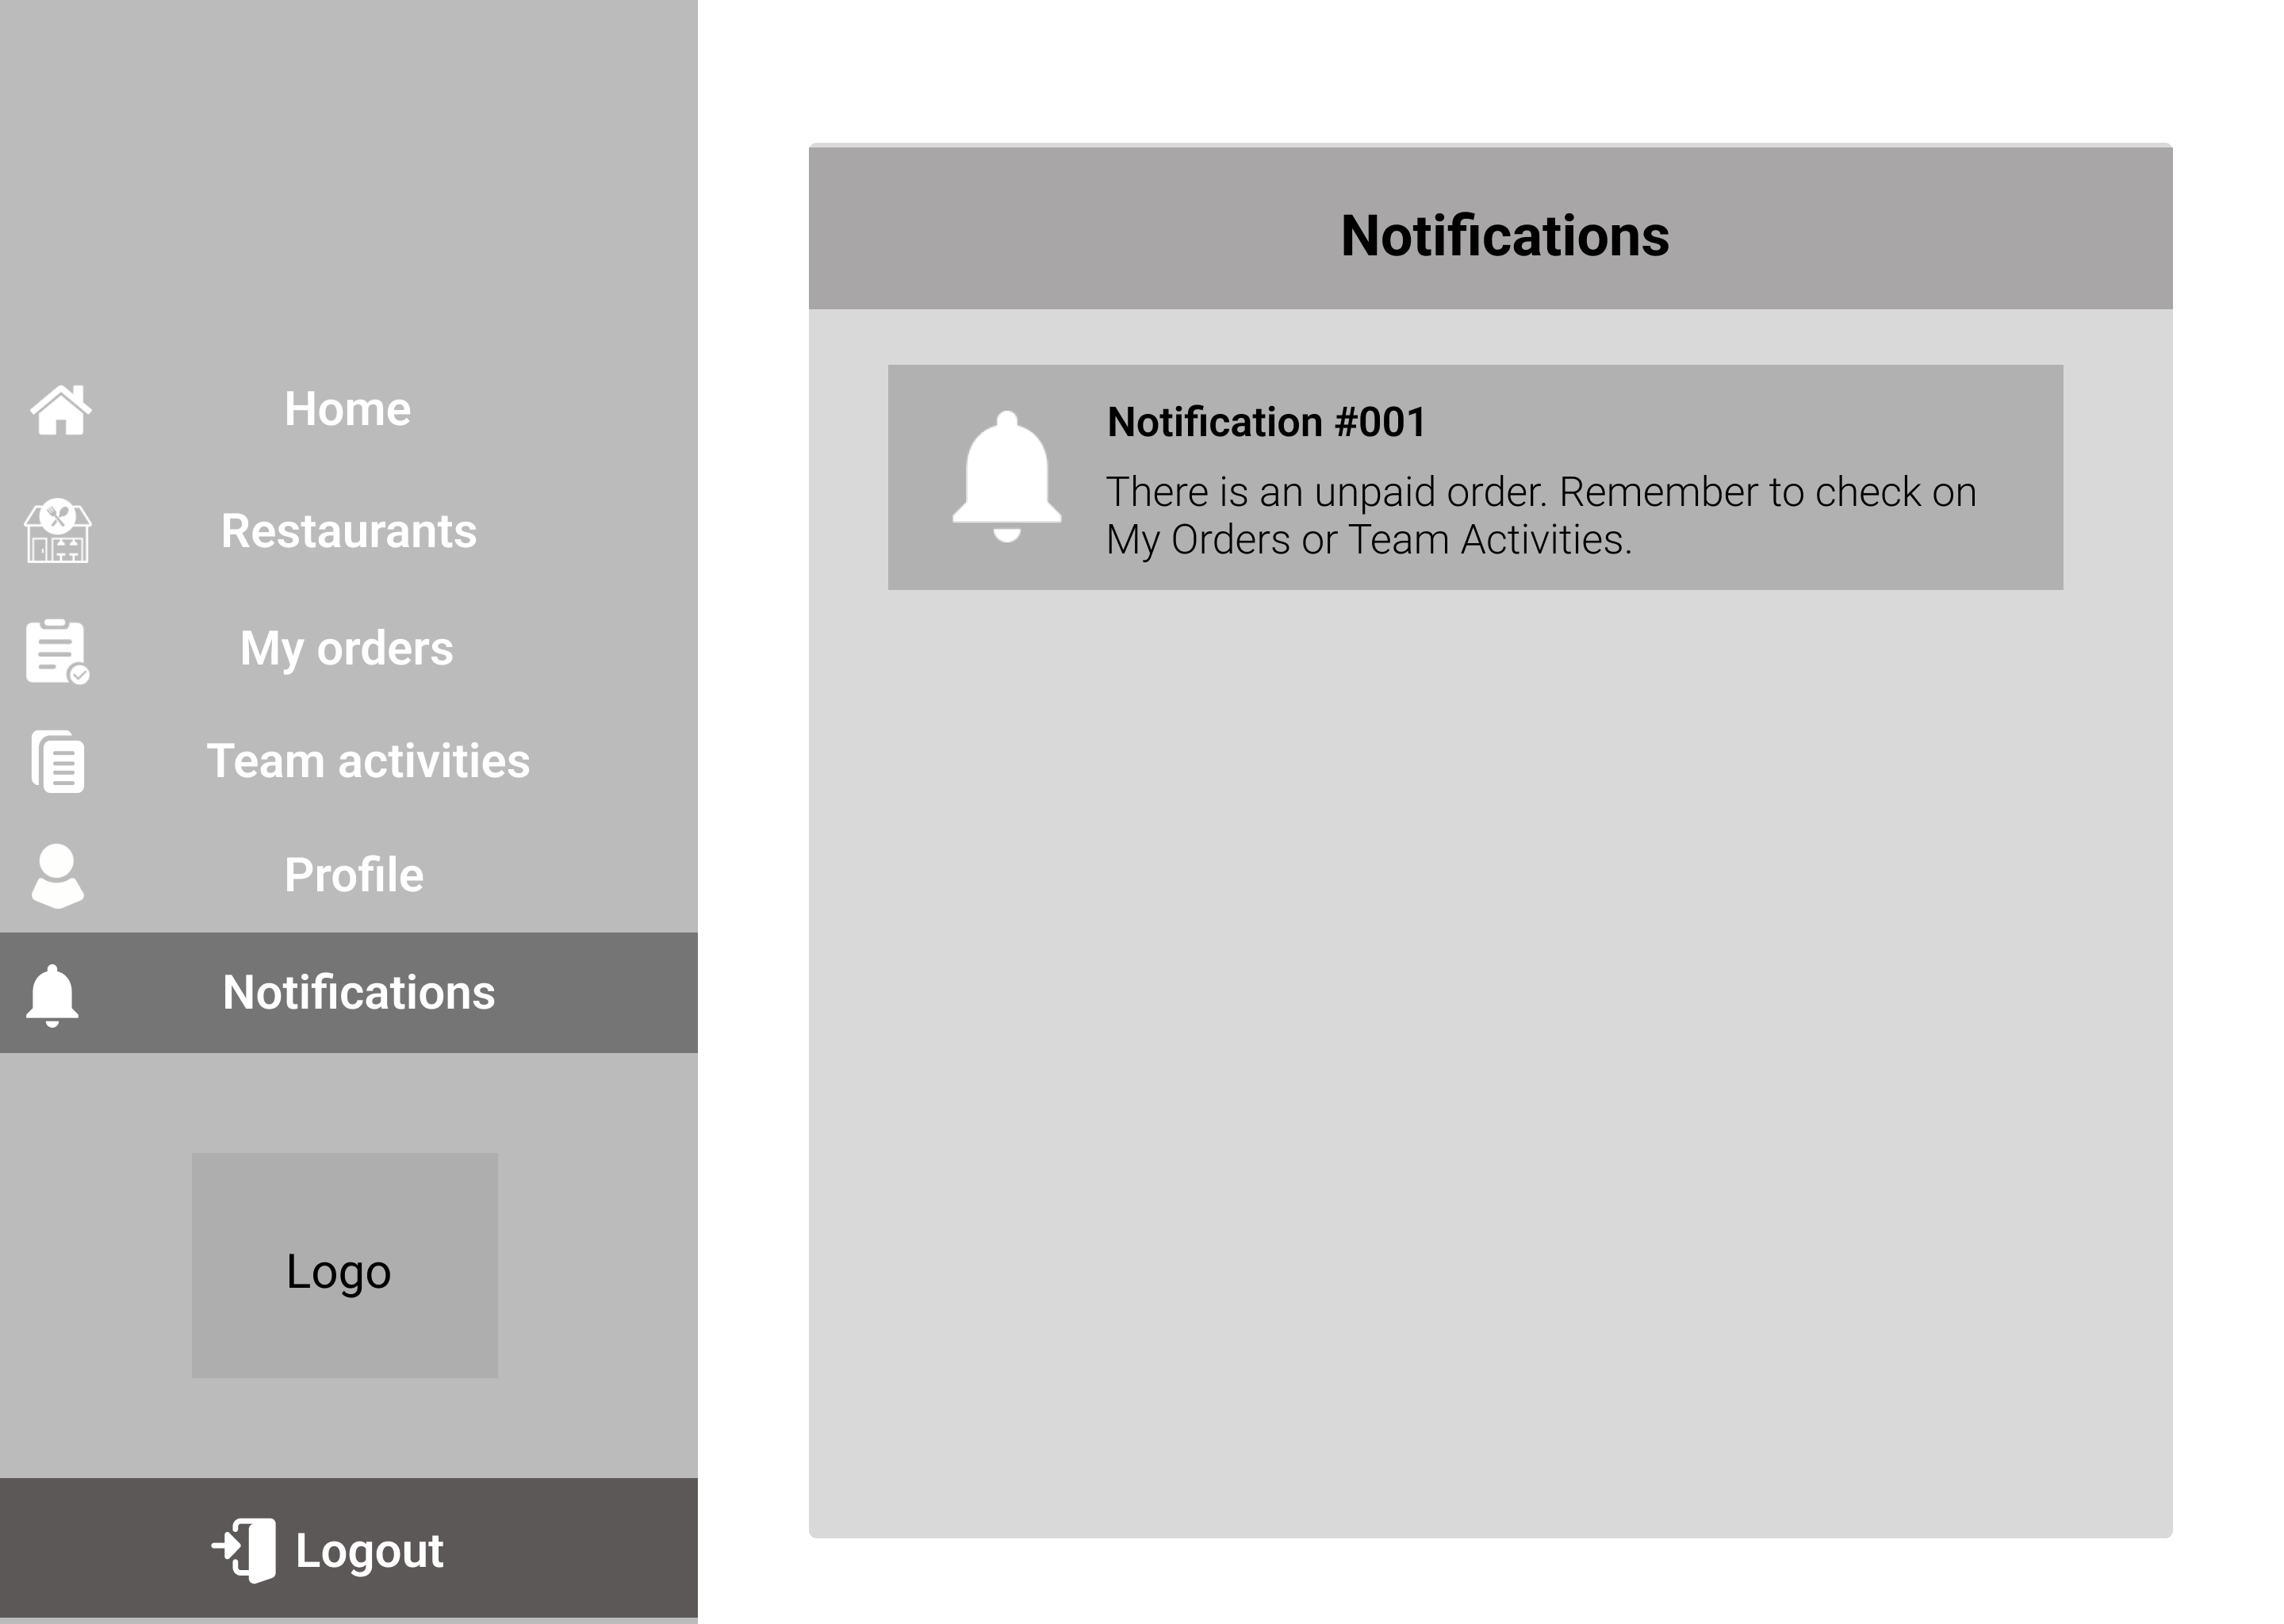 Home
Restaurants
My orders
Team activities
Profile
Notifications
Logo
Logout
Notifications
Notification #001
There is an unpaid order. Remember to check on
My Orders or Team Activities.